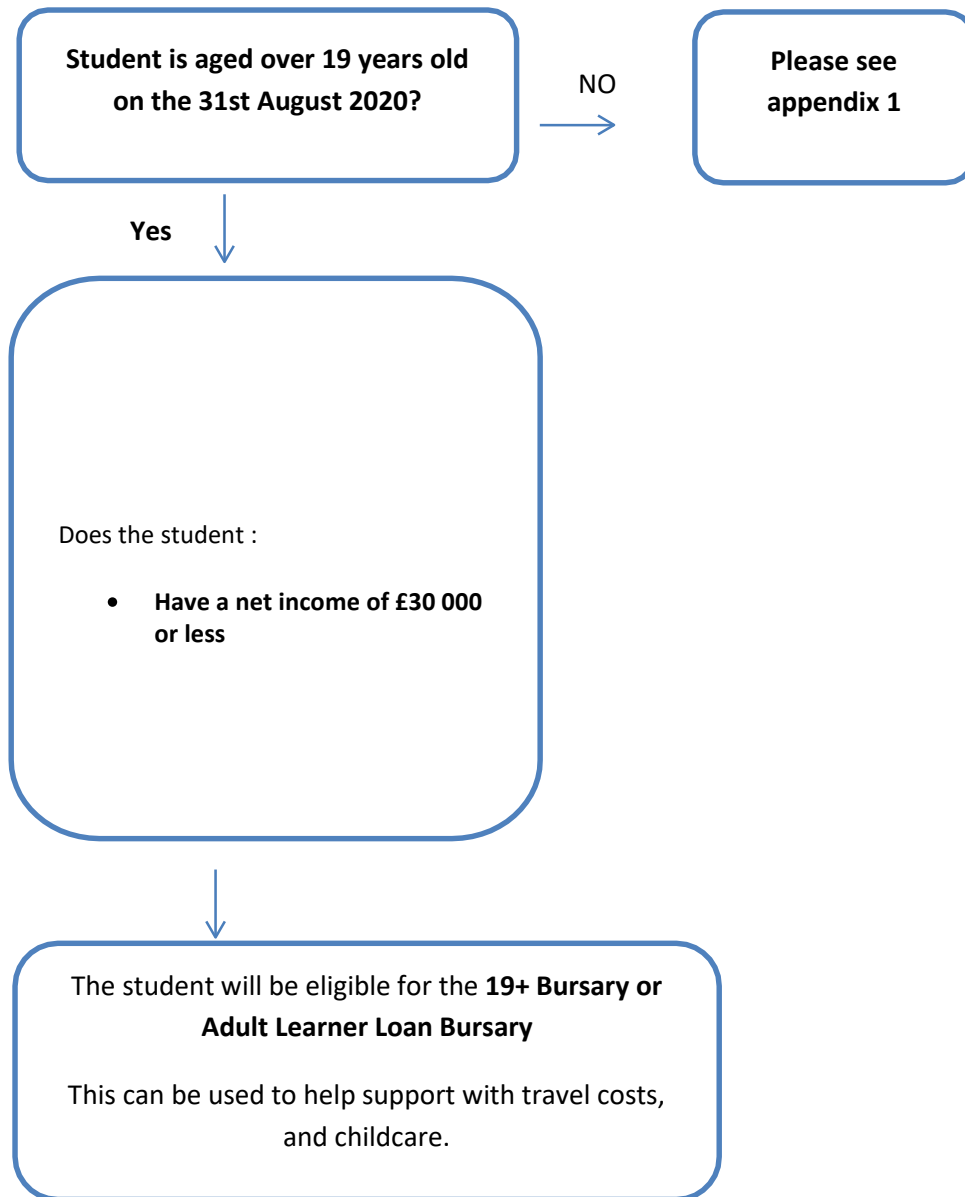 Student is aged over 19 years old
on the 31st August 2020?
NO
Please see
appendix 1
Yes
Does the student :
• Have a net income of £30 000
or less
The student will be eligible for the 19+ Bursary or
Adult Learner Loan Bursary
This can be used to help support with travel costs,
and childcare.